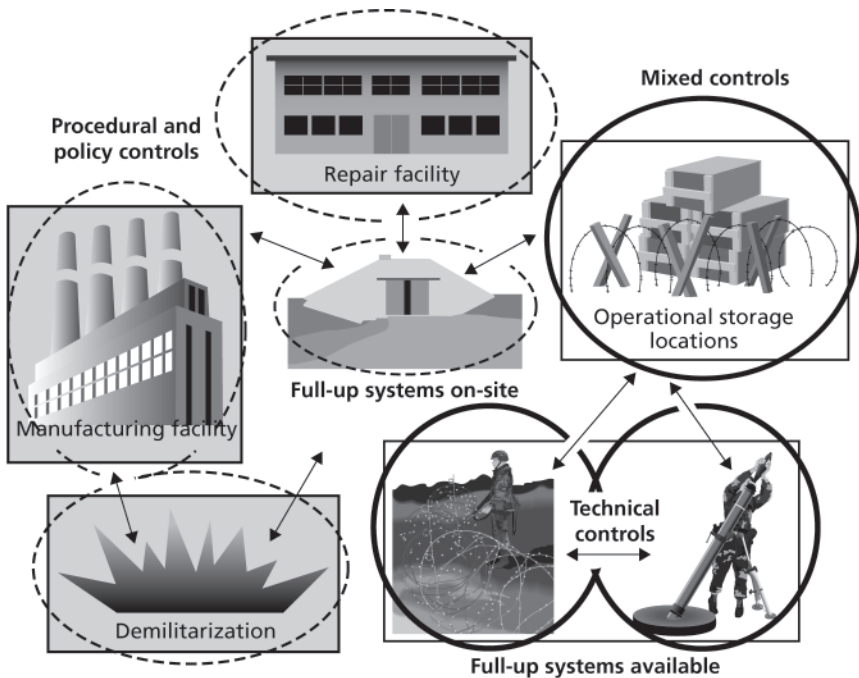 Repair facility
Mixed controls
Procedural and
policy controls
Operational storage
locations
Full-up systems on-site
Manufacturing facility
Technical
controls
Demilitarization
Full-up systems available